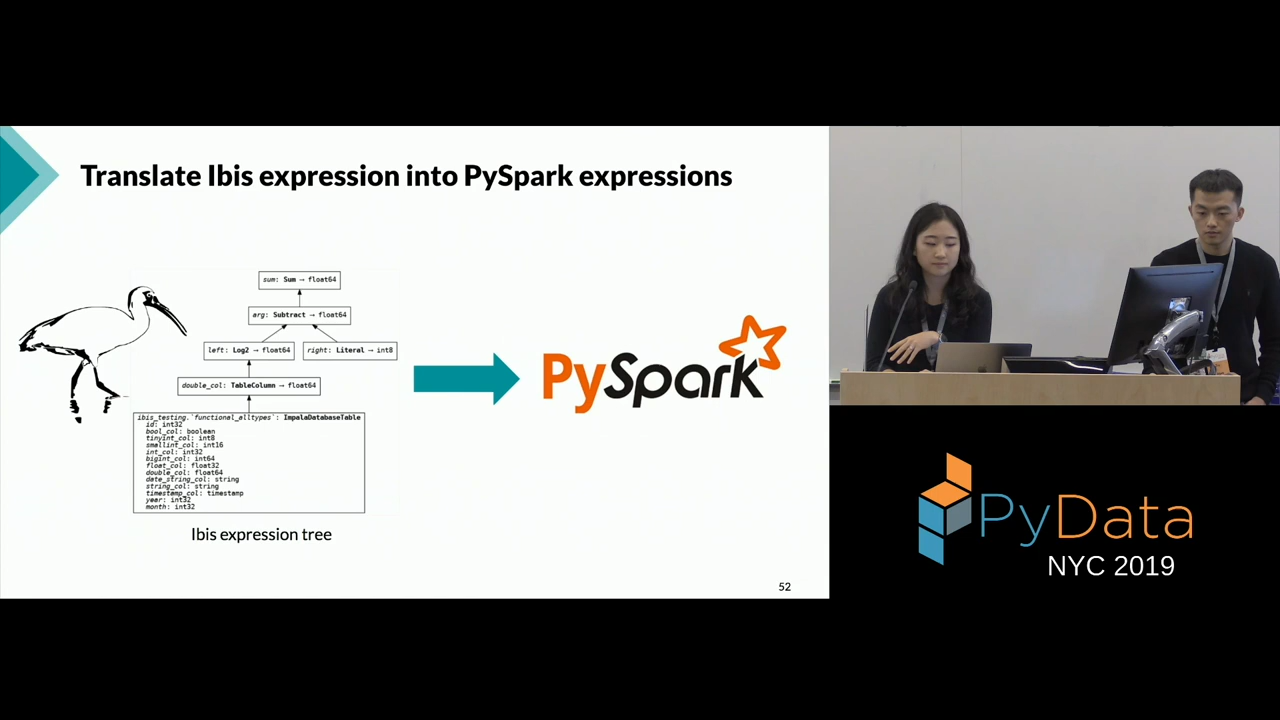 Translate Ibis expression into PySpark expressions
sum: Sum → float64
arg: Subtract → float64
left: Log2 → float64
right: Literal → int8
double_col: TableColumn → float64
ibis_testing.`functional_alltypes`: ImpalaDatabaseTable
id: int32
bool_col: boolean
tinyint_col: int8
smallint_col: int16
int_col: int32
bigint_col: int64
float_col: float32
double_col: float64
date_string_col: string
string_col: string
timestamp_col: timestamp
year: int32
month: int32
Ibis expression tree
PySpark
52
PyData
NYC 2019